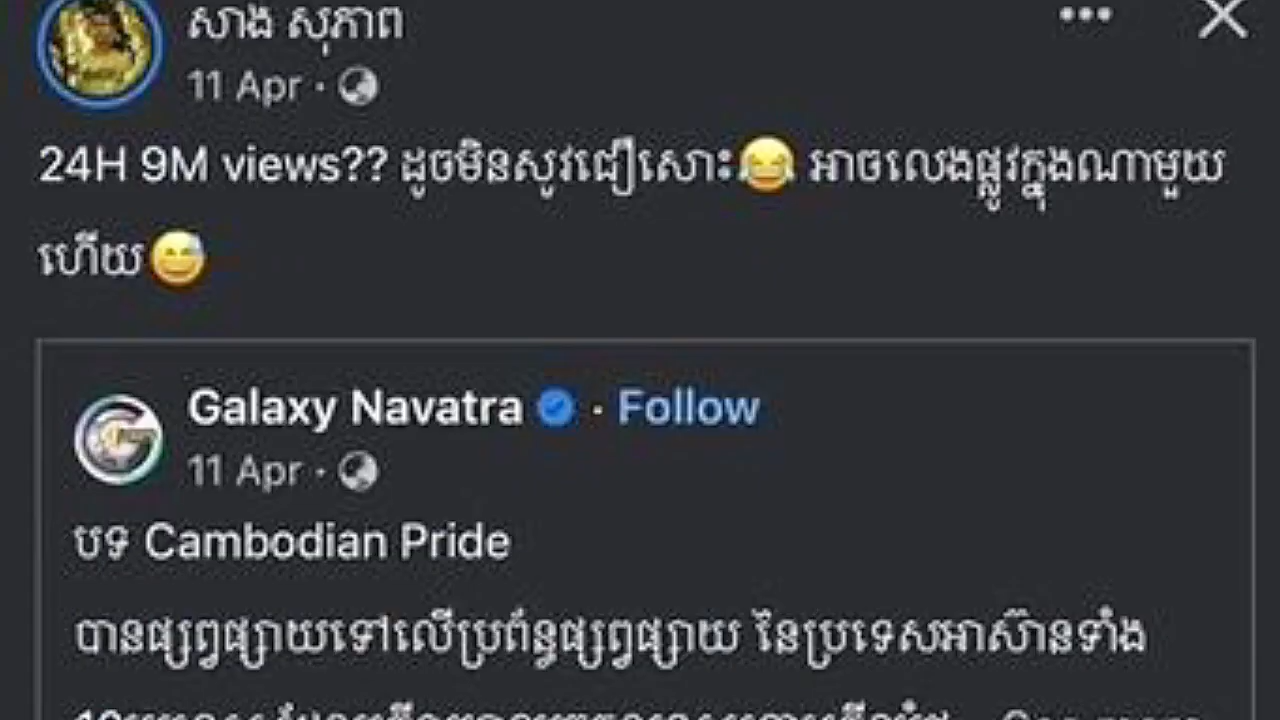 សាង សុភាព
11 Apr ·
24H 9M views?? ដូចមិនសូវជឿសោះ😂 អាចលេងផ្លូវក្នុងណាមួយ
ហើយ😅
Galaxy Navatra · Follow
11 Apr ·
បទ Cambodian Pride
បានផ្សព្វផ្សាយទៅលើប្រព័ន្ធផ្សព្វផ្សាយ នៃប្រទេសអាស៊ានទាំង